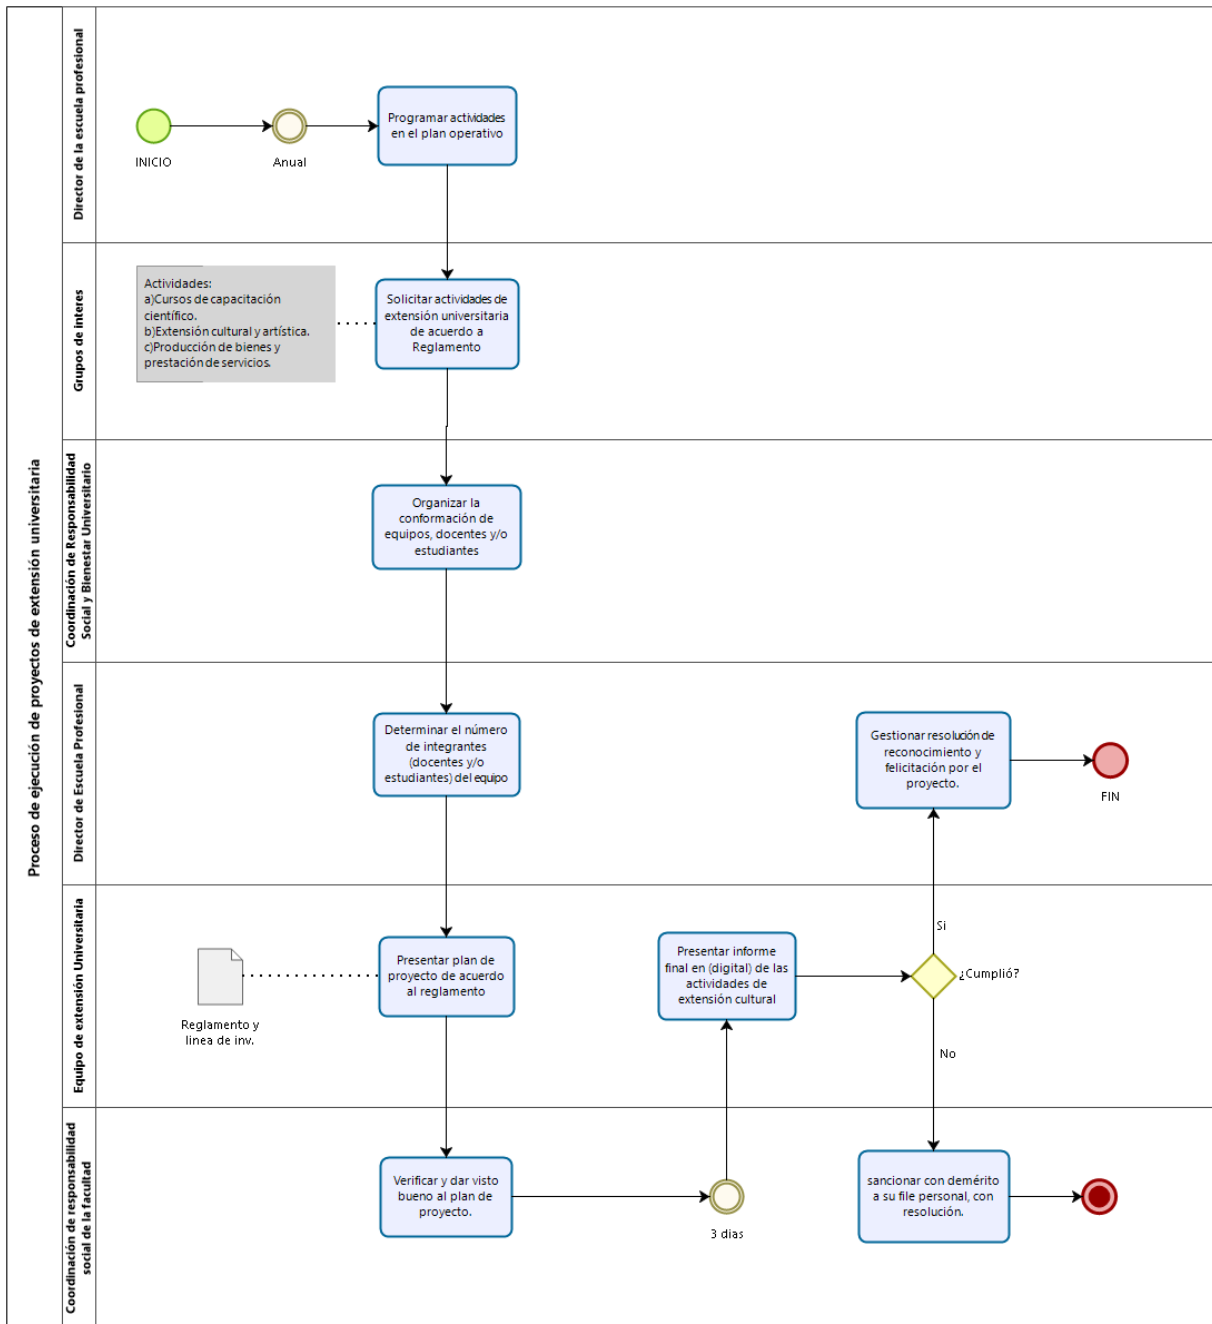 Proceso de ejecución de proyectos de extensión universitaria
Director de la escuela profesional
INICIO
Anual
Programar actividades
en el plan operativo
Grupos de interes
Actividades:
a)Cursos de capacitación
científico.
b)Extensión cultural y artística.
c)Producción de bienes y
prestación de servicios.
Solicitar actividades de
extensión universitaria
de acuerdo a
Reglamento
Coordinación de Responsabilidad
Social y Bienestar Universitario
Organizar la
conformación de
equipos, docentes y/o
estudiantes
Director de Escuela Profesional
Determinar el número
de integrantes
(docentes y/o
estudiantes) del equipo
Gestionar resolución de
reconocimiento y
felicitación por el
proyecto.
FIN
Equipo de extensión Universitaria
Reglamento y
linea de inv.
Presentar plan de
proyecto de acuerdo
al reglamento
Presentar informe
final en (digital) de las
actividades de
extensión cultural
Si
¿Cumplió?
No
Coordinación de responsabilidad
social de la facultad
Verificar y dar visto
bueno al plan de
proyecto.
3 dias
sancionar con demérito
a su file personal, con
resolución.